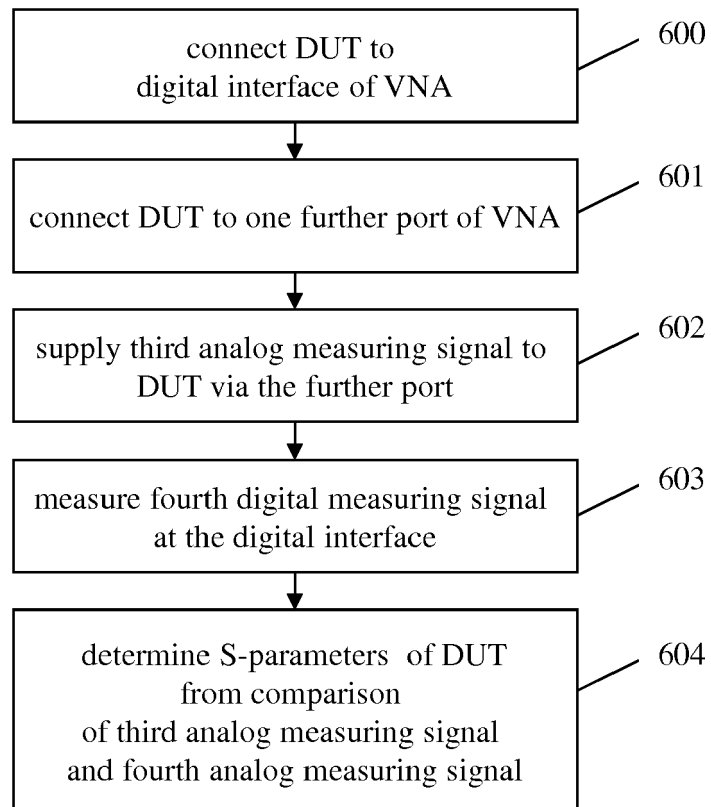 connect DUT to
digital interface of VNA
600
connect DUT to one further port of VNA
601
supply third analog measuring signal to
DUT via the further port
602
measure fourth digital measuring signal
at the digital interface
603
determine S-parameters of DUT
from comparison
of third analog measuring signal
and fourth analog measuring signal
604